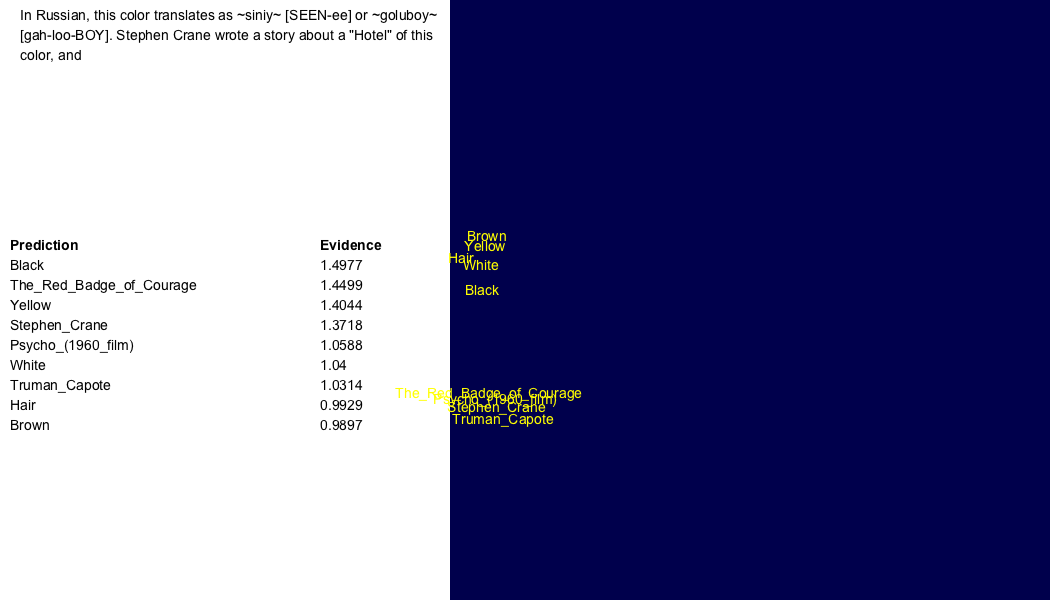 In Russian, this color translates as ~siniy~ [SEEN-ee] or ~goluboy~
[gah-loo-BOY]. Stephen Crane wrote a story about a "Hotel" of this
color, and
Prediction Evidence
Black 1.4977
The_Red_Badge_of_Courage 1.4499
Yellow 1.4044
Stephen_Crane 1.3718
Psycho_(1960_film) 1.0588
White 1.04
Truman_Capote 1.0314
Hair 0.9929
Brown 0.9897
Brown
Yellow
Hair
White
Black
The_Red_Badge_of_Courage
Psycho_(1960_film)
Stephen_Crane
Truman_Capote